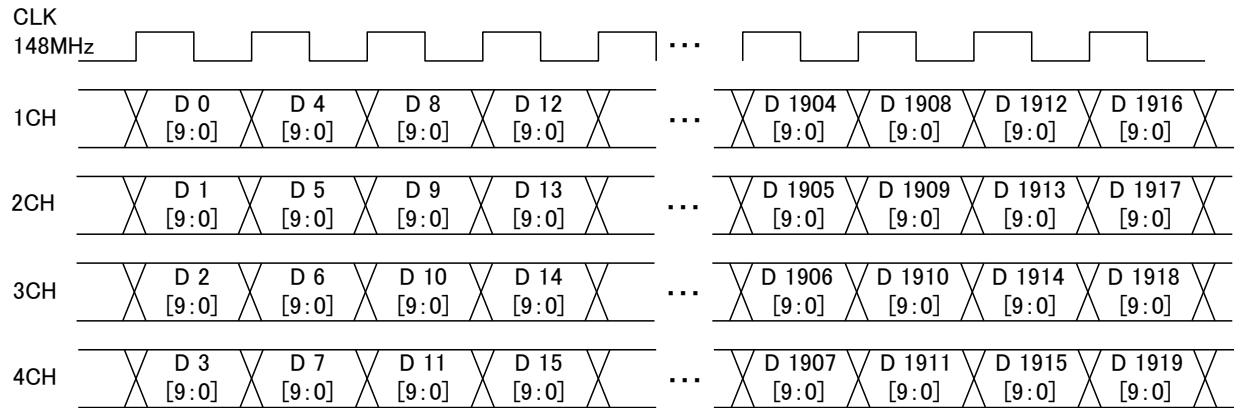 CLK
148MHz ... 
1CH D 0 D 4 D 8 D 12 ... D 1904 D 1908 D 1912 D 1916
[9:0] [9:0] [9:0] [9:0] [9:0] [9:0] [9:0] [9:0]
2CH D 1 D 5 D 9 D 13 ... D 1905 D 1909 D 1913 D 1917
[9:0] [9:0] [9:0] [9:0] [9:0] [9:0] [9:0] [9:0]
3CH D 2 D 6 D 10 D 14 ... D 1906 D 1910 D 1914 D 1918
[9:0] [9:0] [9:0] [9:0] [9:0] [9:0] [9:0] [9:0]
4CH D 3 D 7 D 11 D 15 ... D 1907 D 1911 D 1915 D 1919
[9:0] [9:0] [9:0] [9:0] [9:0] [9:0] [9:0] [9:0]